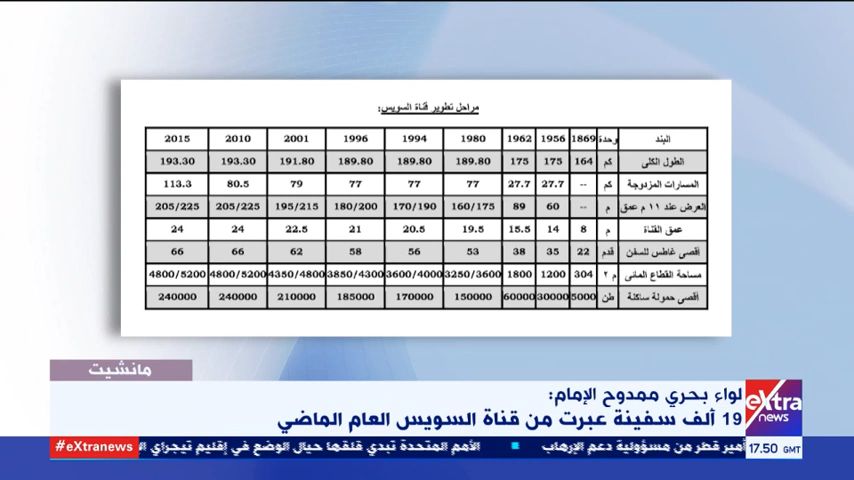 مراحل تطوير قناة السويس:
البند وحدة 1869 1956 1962 1980 1994 1996 2001 2010 2015
الطول الكلى كم 164 175 175 189.80 189.80 189.80 191.80 193.30 193.30
المسارات المزدوجة كم -- 27.7 27.7 77 77 77 79 80.5 113.3
العرض عند ١١ م عمق م -- 60 89 160/175 170/190 180/200 195/215 205/225 205/225
عمق القناة م 8 14 15.5 19.5 20.5 21 22.5 24 24
أقصى غاطس للسفن قدم 22 35 38 53 56 58 62 66 66
مساحة القطاع المائى م ٢ 304 1200 1800 3250/3600 3600/4000 3850/4300 4350/4800 4800/5200 4800/5200
أقصى حمولة ساكنة طن 5000 30000 60000 150000 170000 185000 210000 240000 240000
مانشيت
لواء بحري ممدوح الإمام:
19 ألف سفينة عبرت من قناة السويس العام الماضي
eXtra
news
أمير قطر من مسؤولية دعم الإرهاب الأمم المتحدة تبدي قلقها حيال الوضع في إقليم تيجراي
#eXtranews
17.50 GMT